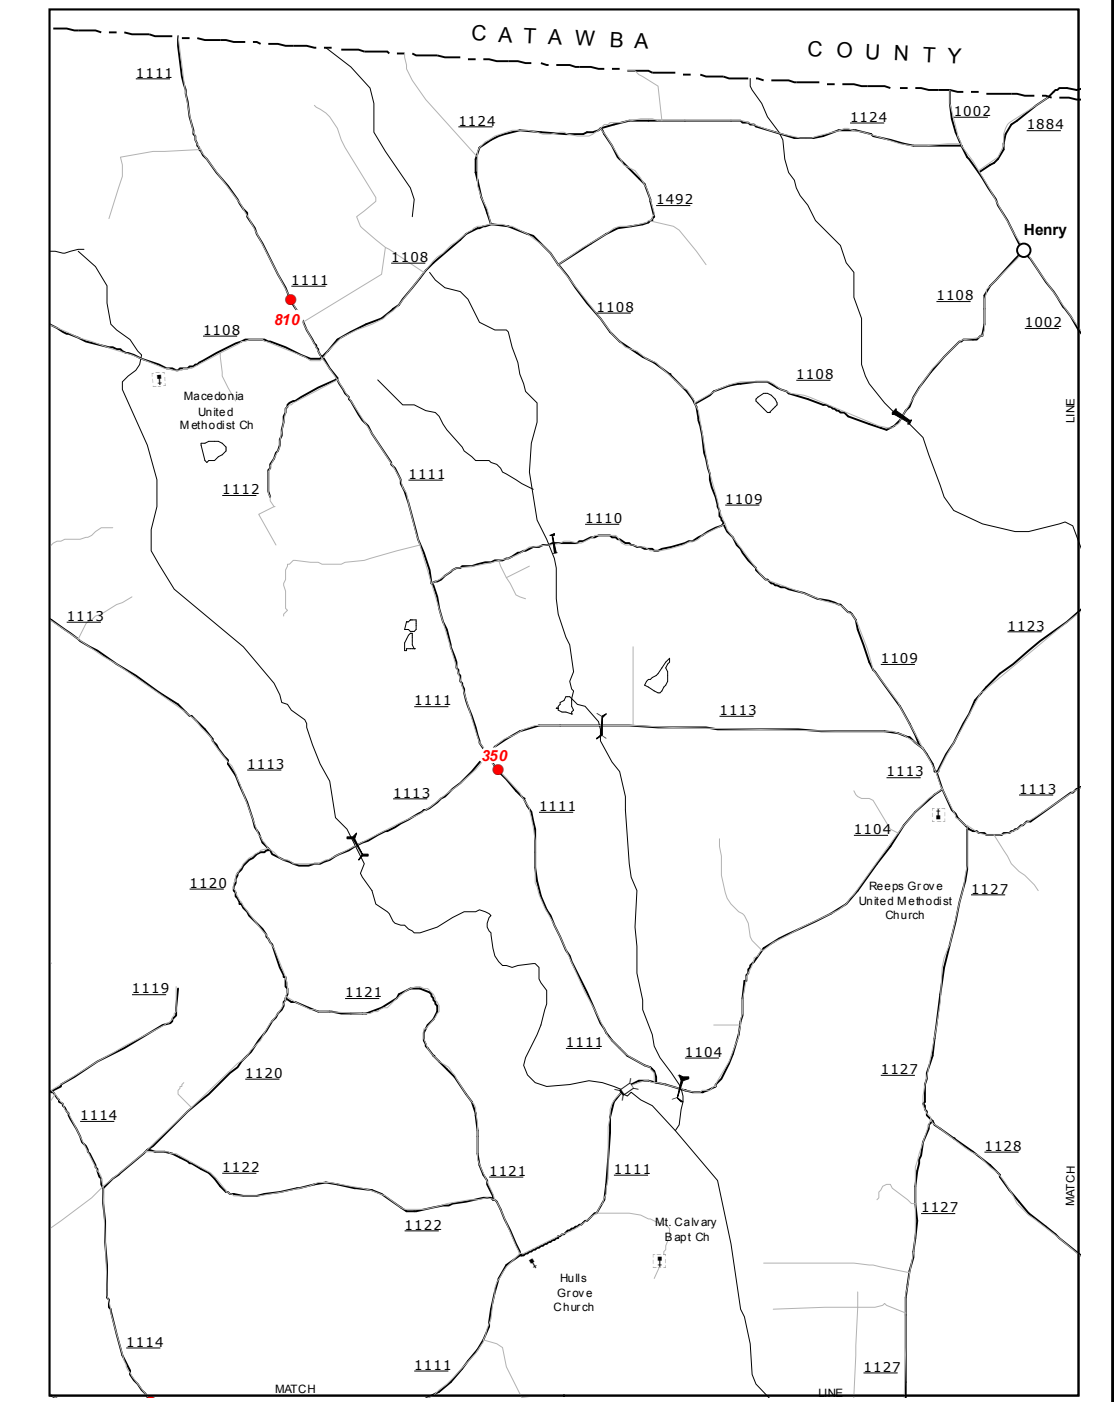 CATAWBA COUNTY
1111
1002
1124
1124
1884
1492
Henry
1108
1111
1108
1108
810
1002
1108
1108
Macedonia
United
Methodist Ch
LINE
1111
1112
1109
1110
1113
1123
1109
1111
1113
350
1113
1113
1113
1113
1111
1104
1120
Reeps Grove
United Methodist
Church
1127
1119
1121
1111
1104
1120
1127
1114
1128
1122
1121
1111
MATCH
1127
1122
Mt. Calvary
Bapt Ch
Hulls
Grove
Church
1114
1111
1127
MATCH
LINE